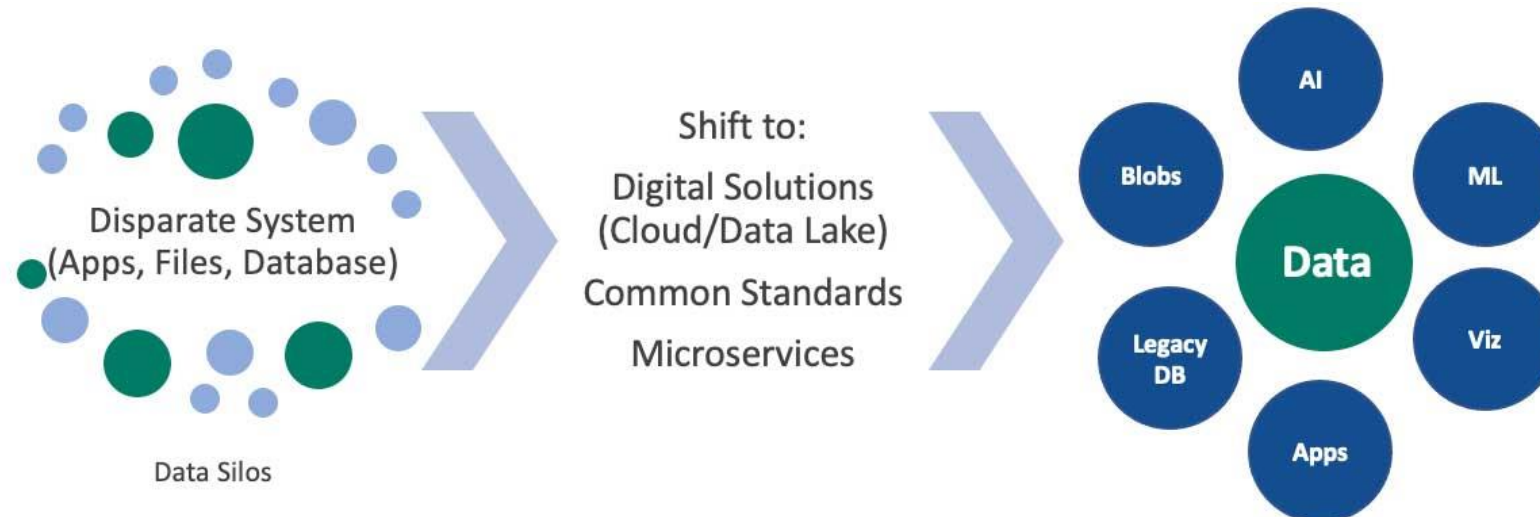 Disparate System
(Apps, Files, Database)
Data Silos
Shift to:
Digital Solutions
(Cloud/Data Lake)
Common Standards
Microservices
AI
Blobs
ML
Data
Legacy
DB
Viz
Apps